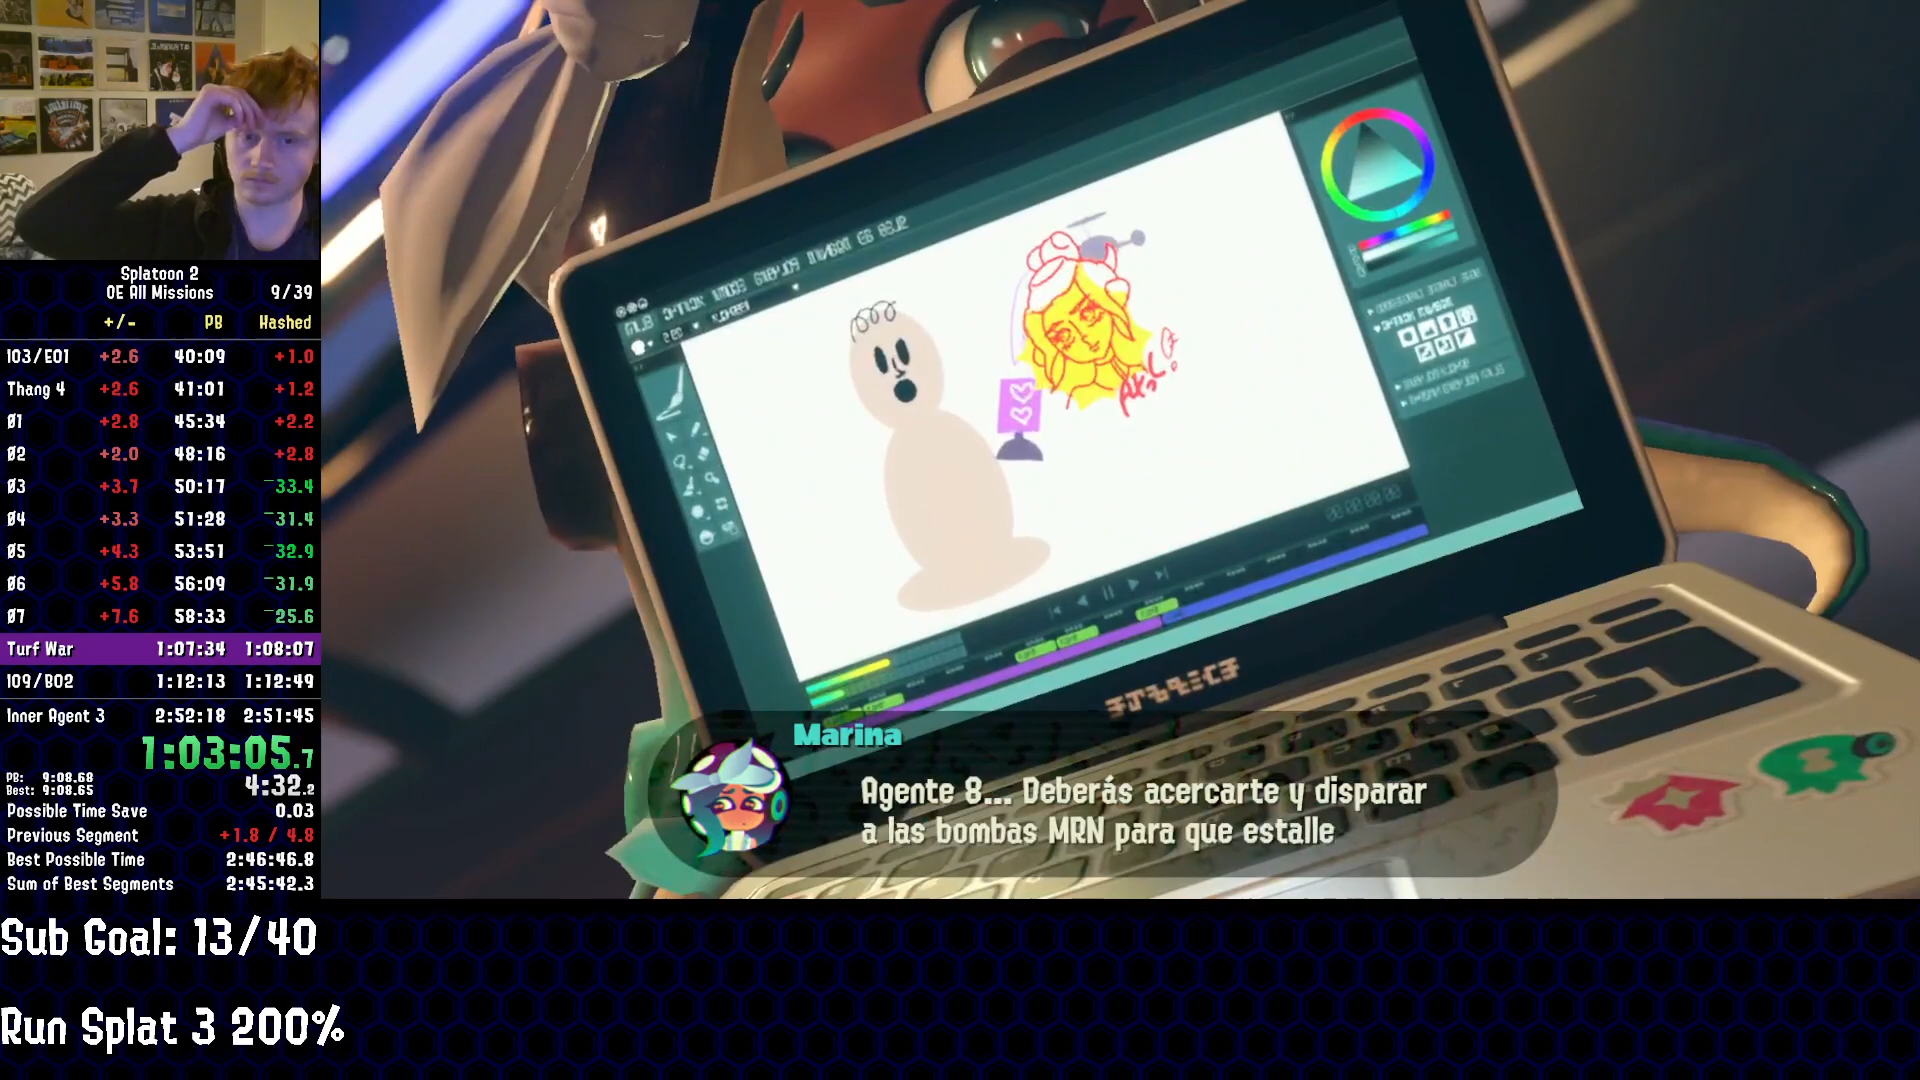 Splatoon 2
OE All Missions 9/39
+/- PB Hashed
103/E01 +2.6 40:09 +1.0
Thang 4 +2.6 41:01 +1.2
Ø1 +2.8 45:34 +2.2
Ø2 +2.0 48:16 +2.8
Ø3 +3.7 50:17 -33.4
Ø4 +3.3 51:28 -31.4
Ø5 +4.3 53:51 -32.9
Ø6 +5.8 56:09 -31.9
Ø7 +7.6 58:33 -25.6
Turf War 1:07:34 1:08:07
109/B02 1:12:13 1:12:49
Inner Agent 3 2:52:18 2:51:45
1:03:05.7
PB: 9:08.68
Best: 9:08.65
4:32.2
Possible Time Save 0.03
Previous Segment +1.8 / 4.8
Best Possible Time 2:46:46.8
Sum of Best Segments 2:45:42.3
Sub Goal: 13/40
Run Splat 3 200%
Marina
Agente 8... Deberás acercarte y disparar
a las bombas MRN para que estalle